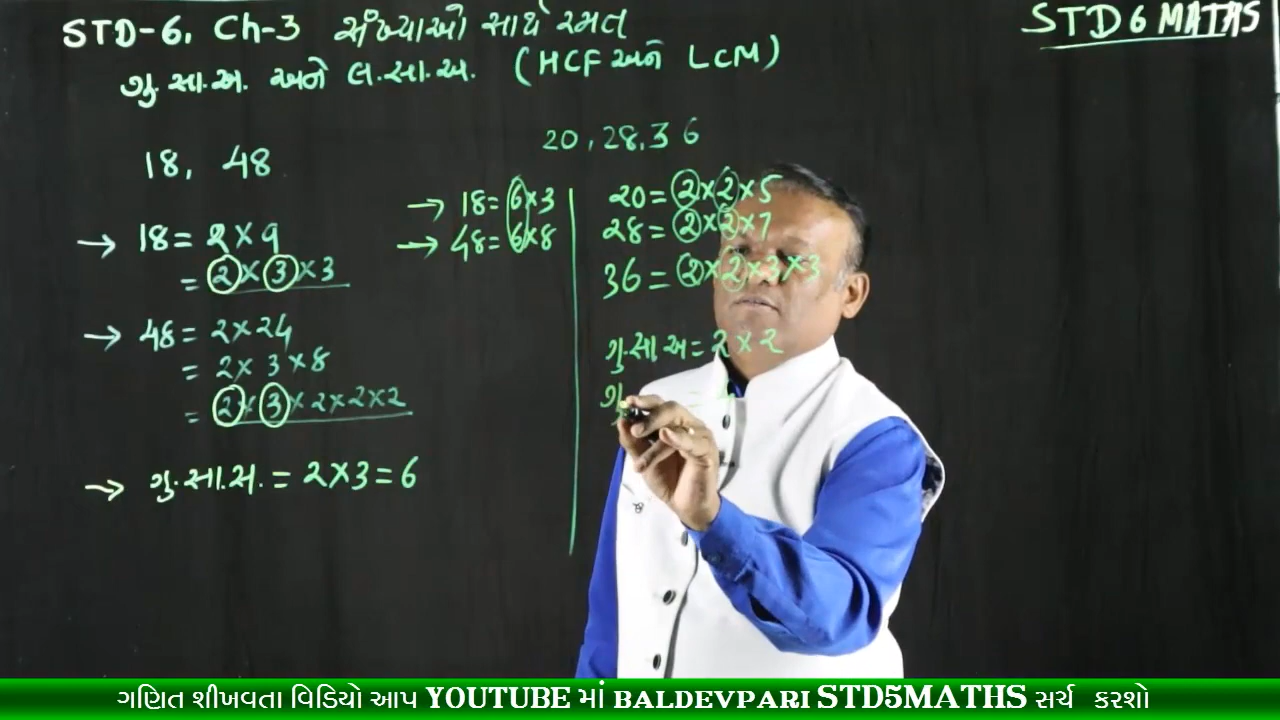 STD-6, Ch-3 સંખ્યાઓ સાથે રમત
STD 6 MATHS
ગુ.સા.અ. અને લ.સા.અ. (HCF અને LCM)
18, 48
→ 18 = 2 × 9
= 2 × 3 × 3
→ 48 = 2 × 24
= 2 × 3 × 8
= 2 × 3 × 2 × 2 × 2
→ ગુ.સા.અ. = 2 × 3 = 6
→ 18 = 6 × 3
→ 48 = 6 × 8
20, 28, 36
20 = 2 × 2 × 5
28 = 2 × 2 × 7
36 = 2 × 2 × 3 × 3
ગુ.સા.અ = 2 × 2
= 4
ગણિત શીખવતા વિડિયો આપ YOUTUBE માં BALDEVPARI STD5MATHS સર્ચ કરશો